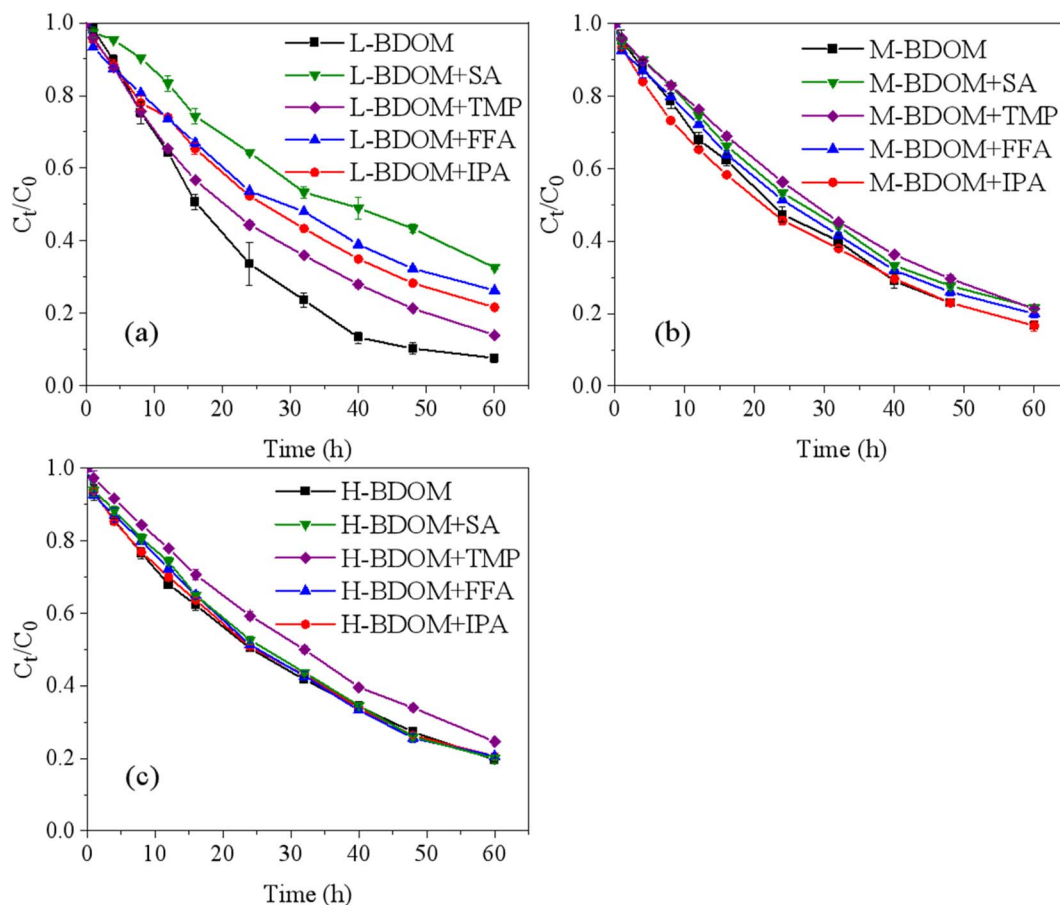 1.0
0.8
0.6
0.4
0.2
0.0
Ct/C0
L-BDOM
L-BDOM+SA
L-BDOM+TMP
L-BDOM+FFA
L-BDOM+IPA
(a)
0 10 20 30 40 50 60
Time (h)
1.0
0.8
0.6
0.4
0.2
0.0
Ct/C0
M-BDOM
M-BDOM+SA
M-BDOM+TMP
M-BDOM+FFA
M-BDOM+IPA
(b)
0 10 20 30 40 50 60
Time (h)
1.0
0.8
0.6
0.4
0.2
0.0
Ct/C0
H-BDOM
H-BDOM+SA
H-BDOM+TMP
H-BDOM+FFA
H-BDOM+IPA
(c)
0 10 20 30 40 50 60
Time (h)